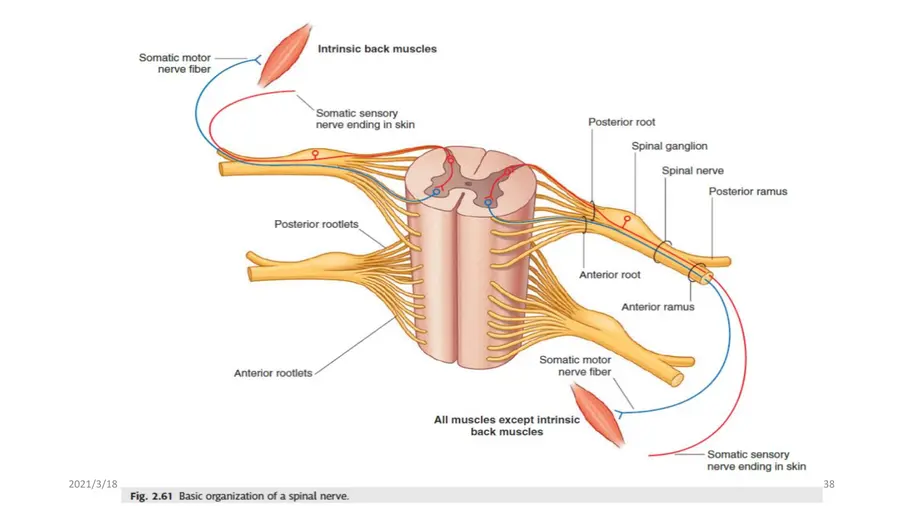 Somatic motor
nerve fiber
Intrinsic back muscles
Somatic sensory
nerve ending in skin
Posterior root
Spinal ganglion
Spinal nerve
Posterior ramus
Posterior rootlets
Anterior root
Anterior ramus
Anterior rootlets
Somatic motor
nerve fiber
All muscles except intrinsic
back muscles
Somatic sensory
nerve ending in skin
2021/3/18
38
Fig. 2.61 Basic organization of a spinal nerve.